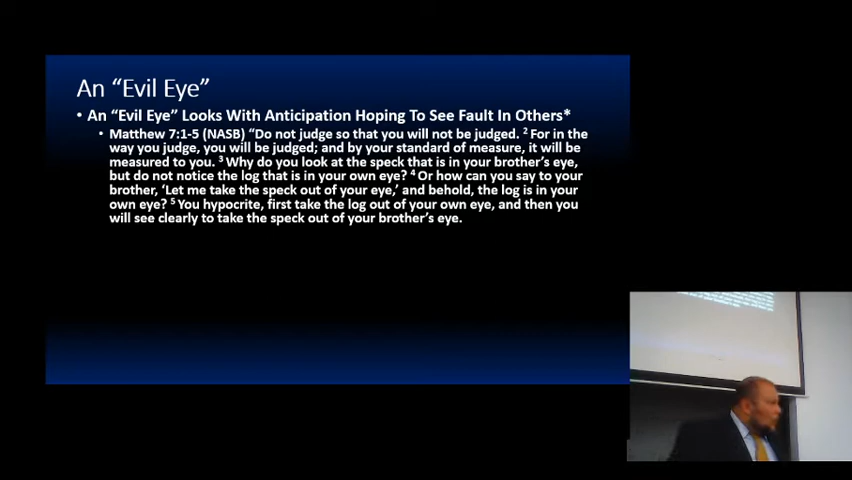 An “Evil Eye”
• An “Evil Eye” Looks With Anticipation Hoping To See Fault In Others*
• Matthew 7:1-5 (NASB) “Do not judge so that you will not be judged. ² For in the
way you judge, you will be judged; and by your standard of measure, it will be
measured to you. ³ Why do you look at the speck that is in your brother’s eye,
but do not notice the log that is in your own eye? ⁴ Or how can you say to your
brother, ‘Let me take the speck out of your eye,’ and behold, the log is in your
own eye? ⁵ You hypocrite, first take the log out of your own eye, and then you
will see clearly to take the speck out of your brother’s eye.